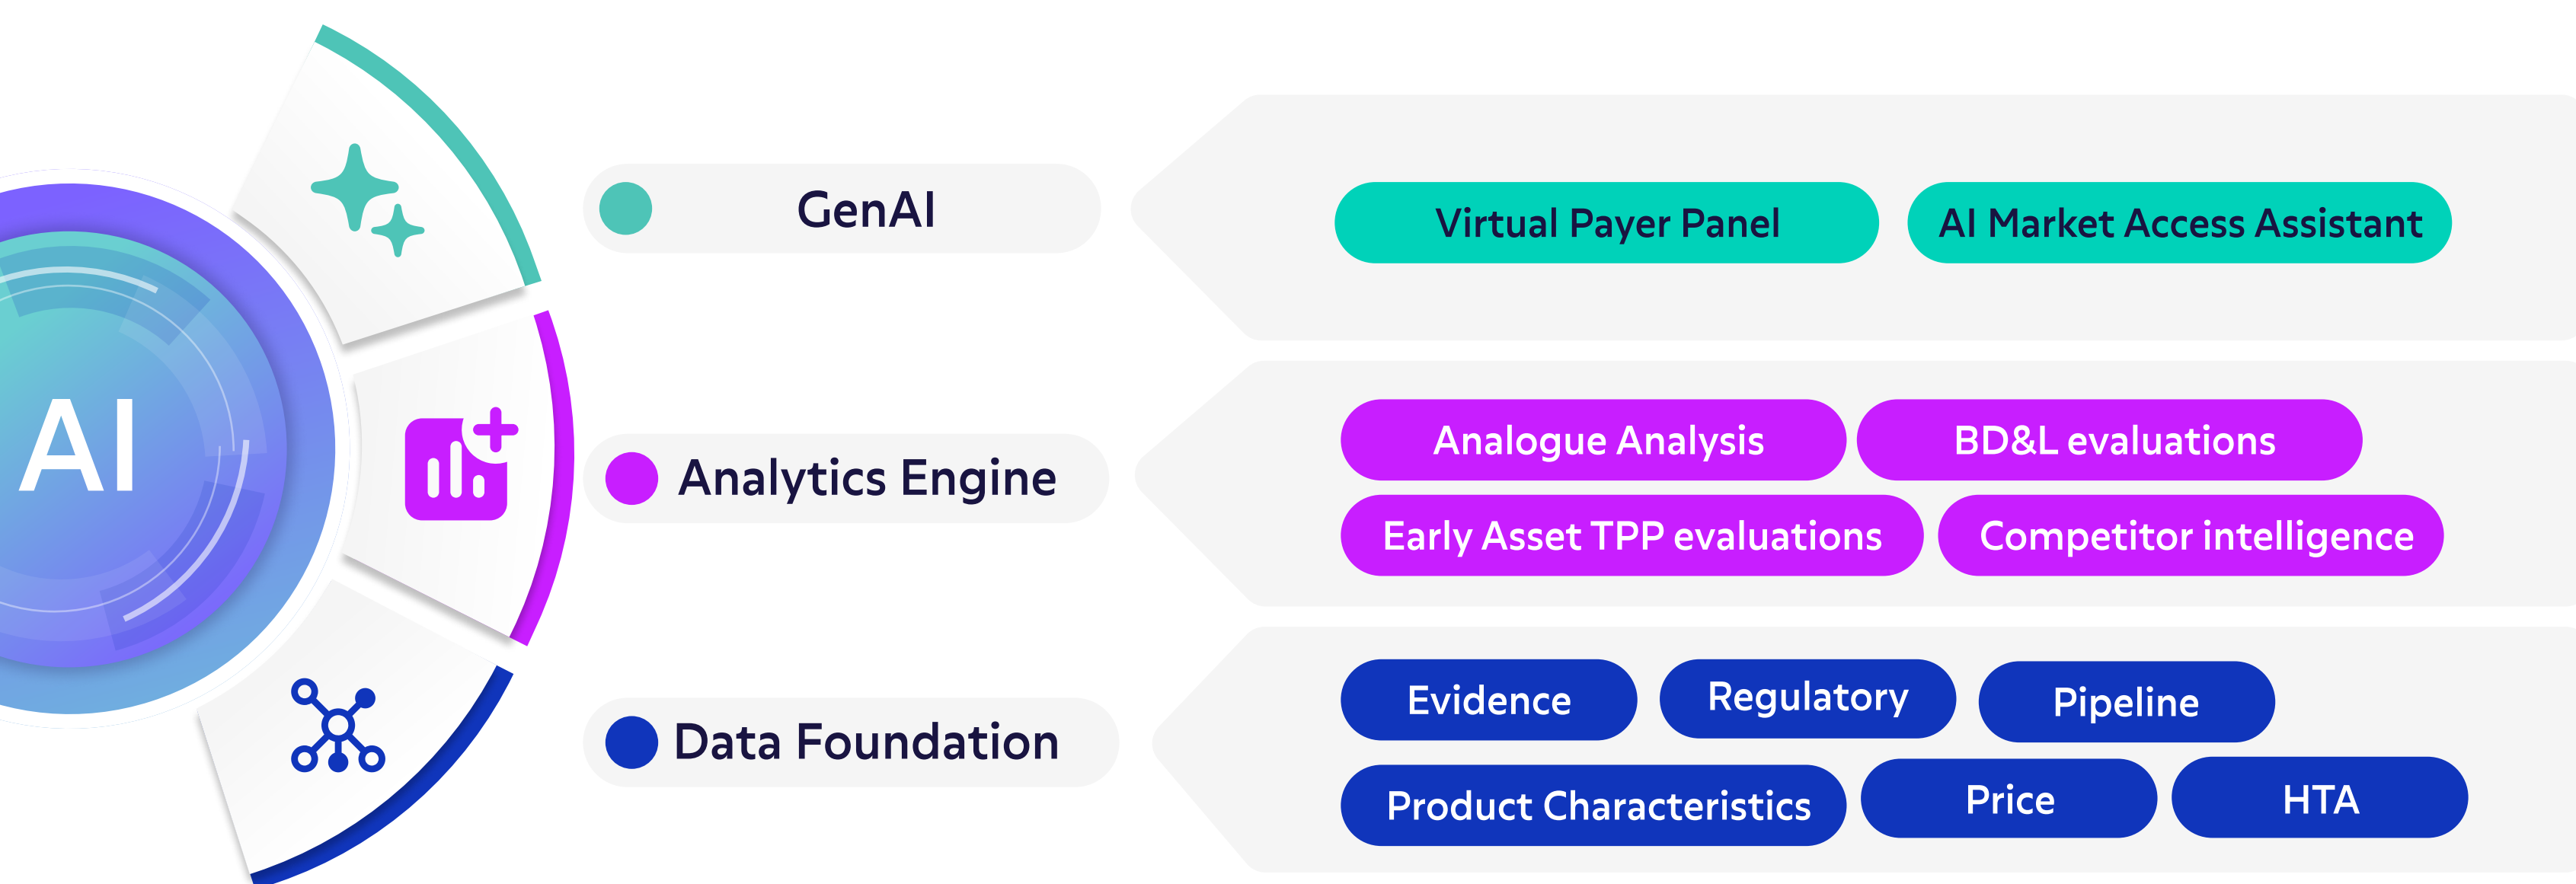 AI
GenAI
Virtual Payer Panel
AI Market Access Assistant
Analytics Engine
Analogue Analysis
BD&L evaluations
Early Asset TPP evaluations
Competitor intelligence
Data Foundation
Evidence
Regulatory
Pipeline
Product Characteristics
Price
HTA